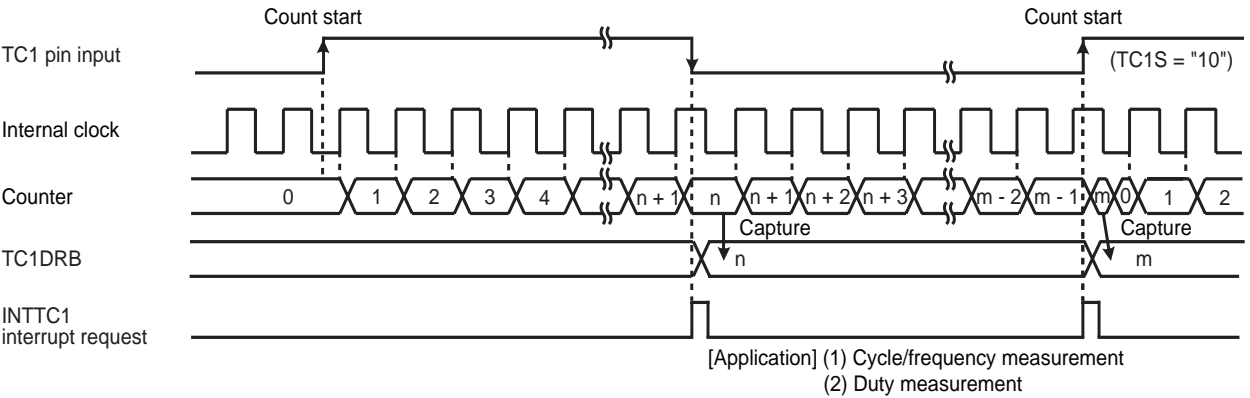 Count start
Count start
TC1 pin input
(TC1S = "10")
Internal clock
Counter
0
1
2
3
4
n + 1
n
n + 1
n + 2
n + 3
m - 2
m - 1
m
0
1
2
Capture
Capture
TC1DRB
n
m
INTTC1
interrupt request
[Application] (1) Cycle/frequency measurement
(2) Duty measurement